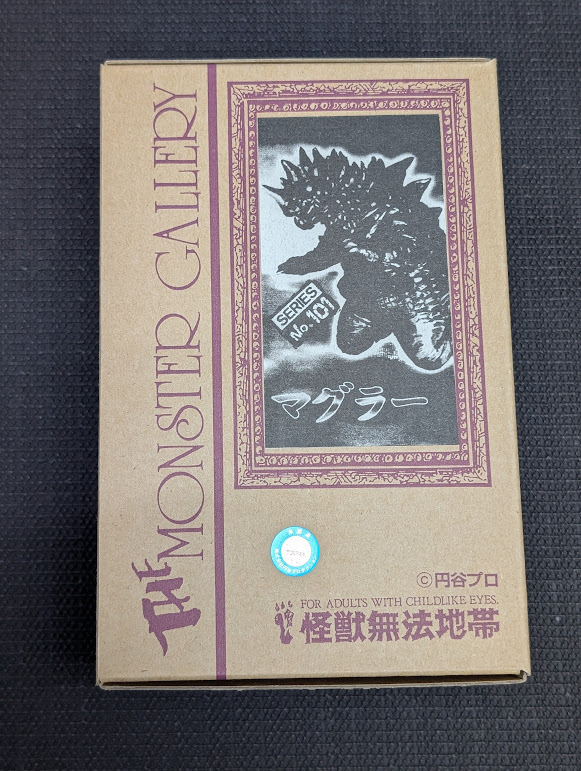 THE MONSTER GALLERY
SERIES
No.101
マグラー
©円谷プロ
FOR ADULTS WITH CHILDLIKE EYES.
怪獣無法地帯